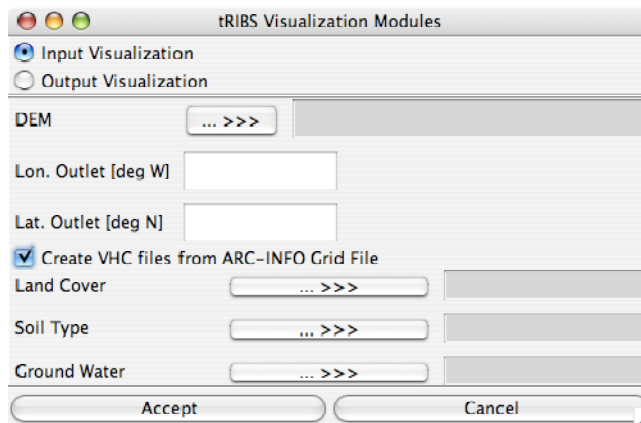 tRIBS Visualization Modules
Input Visualization
Output Visualization
DEM ... >>>
Lon. Outlet [deg W]
Lat. Outlet [deg N]
Create VHC files from ARC-INFO Grid File
Land Cover ... >>>
Soil Type ... >>>
Ground Water ... >>>
Accept Cancel